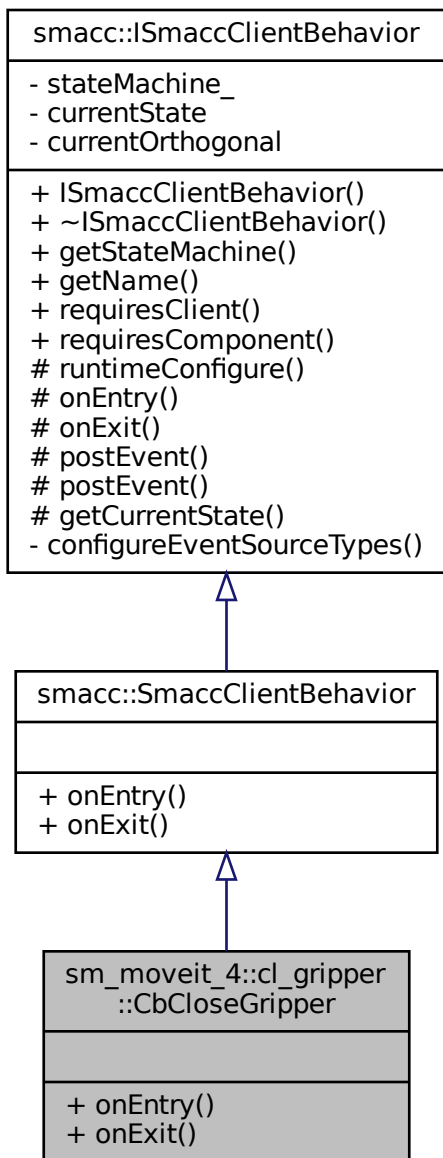 smacc::ISmaccClientBehavior
- stateMachine_
- currentState
- currentOrthogonal
+ ISmaccClientBehavior()
+ ~ISmaccClientBehavior()
+ getStateMachine()
+ getName()
+ requiresClient()
+ requiresComponent()
# runtimeConfigure()
# onEntry()
# onExit()
# postEvent()
# postEvent()
# getCurrentState()
- configureEventSourceTypes()
smacc::SmaccClientBehavior
+ onEntry()
+ onExit()
sm_moveit_4::cl_gripper
::CbCloseGripper
+ onEntry()
+ onExit()